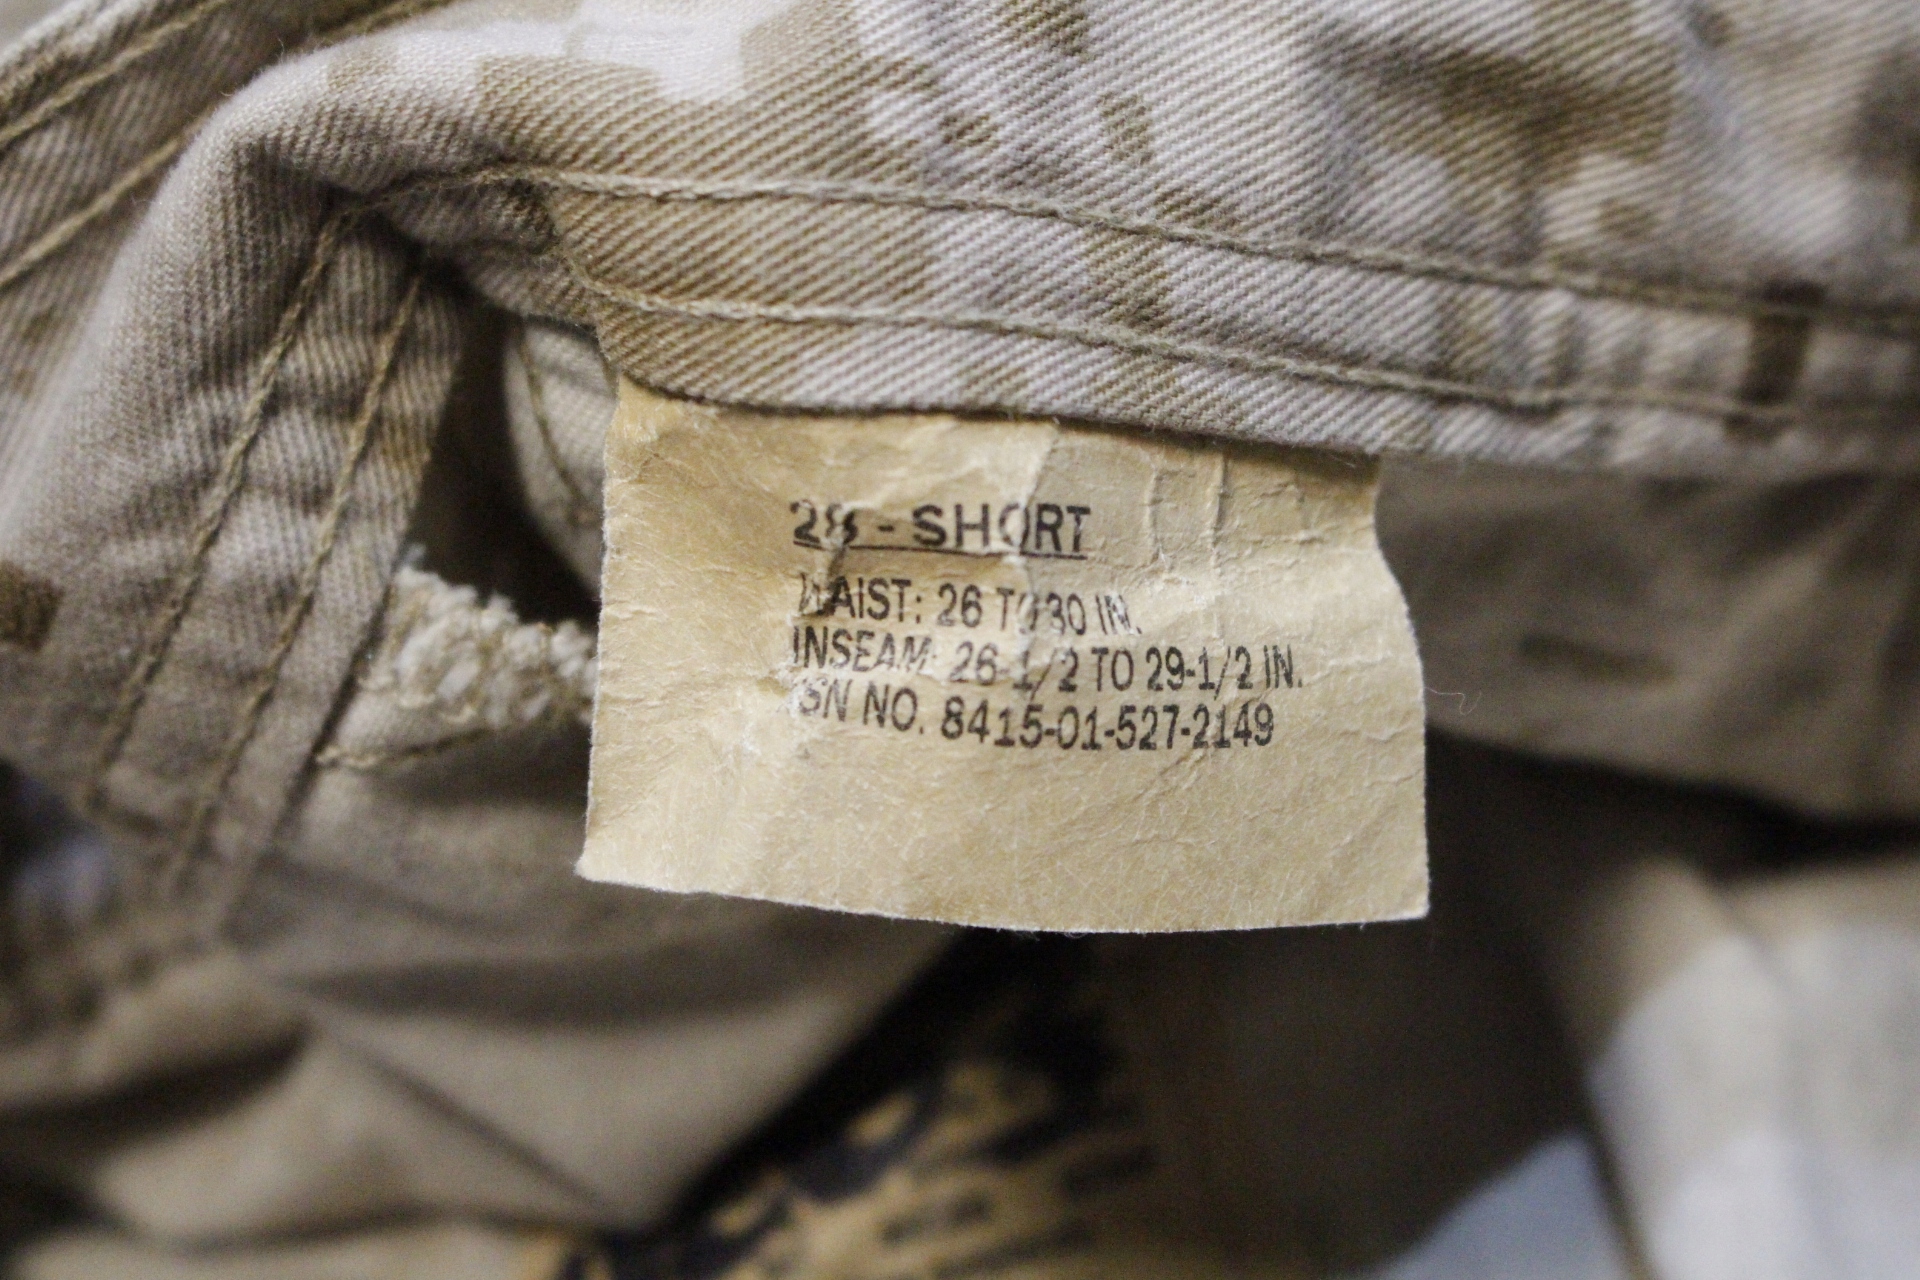 28 - SHORT
WAIST: 26 TO 30 IN.
INSEAM: 26-1/2 TO 29-1/2 IN.
SN NO. 8415-01-527-2149